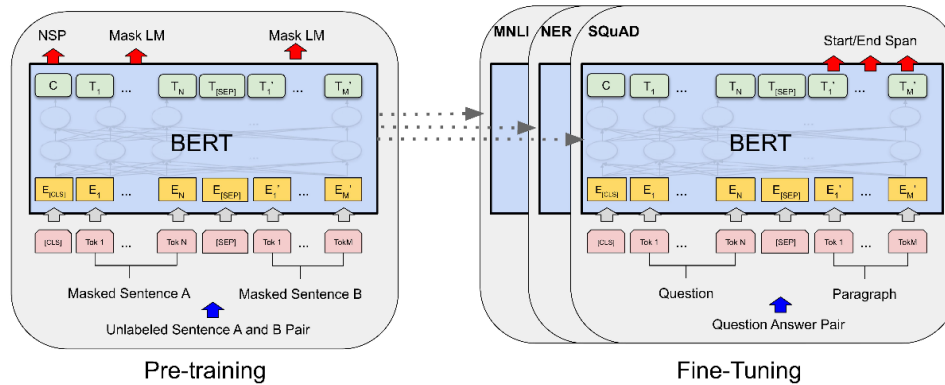 NSP Mask LM Mask LM
C T1 ... TN T[SEP] T1' ... TM'
BERT
E[CLS] E1 ... EN E[SEP] E1' ... EM'
[CLS] Tok 1 ... Tok N [SEP] Tok 1 ... TokM
Masked Sentence A Masked Sentence B
Unlabeled Sentence A and B Pair
Pre-training
MNLI NER SQuAD
Start/End Span
C T1 ... TN T[SEP] T1' ... TM'
BERT
E[CLS] E1 ... EN E[SEP] E1' ... EM'
[CLS] Tok 1 ... Tok N [SEP] Tok 1 ... TokM
Question Paragraph
Question Answer Pair
Fine-Tuning